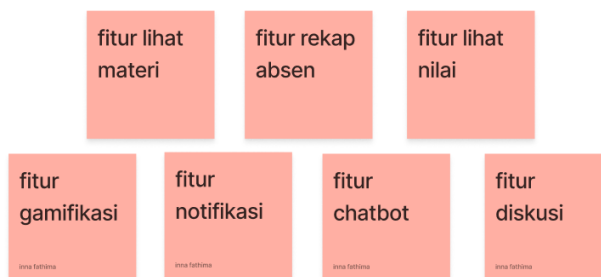 fitur lihat
materi
fitur rekap
absen
fitur lihat
nilai
fitur
gamifikasi
inna fathima
fitur
notifikasi
inna fathima
fitur
chatbot
inna fathima
fitur
diskusi
inna fathima